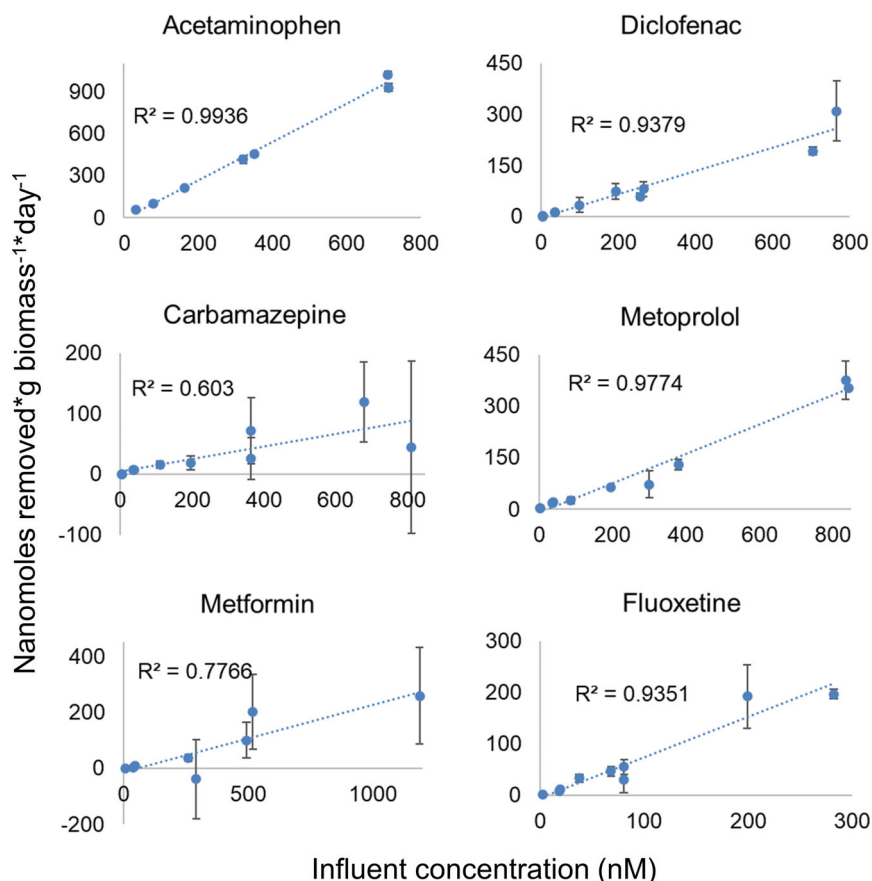 Acetaminophen
Diclofenac
900
600
300
0
R² = 0.9936
0 200 400 600 800
450
300
150
0
R² = 0.9379
0 200 400 600 800
Carbamazepine
Metoprolol
200
100
0
-100
R² = 0.603
0 200 400 600 800
450
300
150
0
R² = 0.9774
0 200 400 600 800
Metformin
Fluoxetine
400
200
0
-200
R² = 0.7766
0 500 1000
300
200
100
0
R² = 0.9351
0 100 200 300
Nanomoles removed*g biomass⁻¹*day⁻¹
Influent concentration (nM)